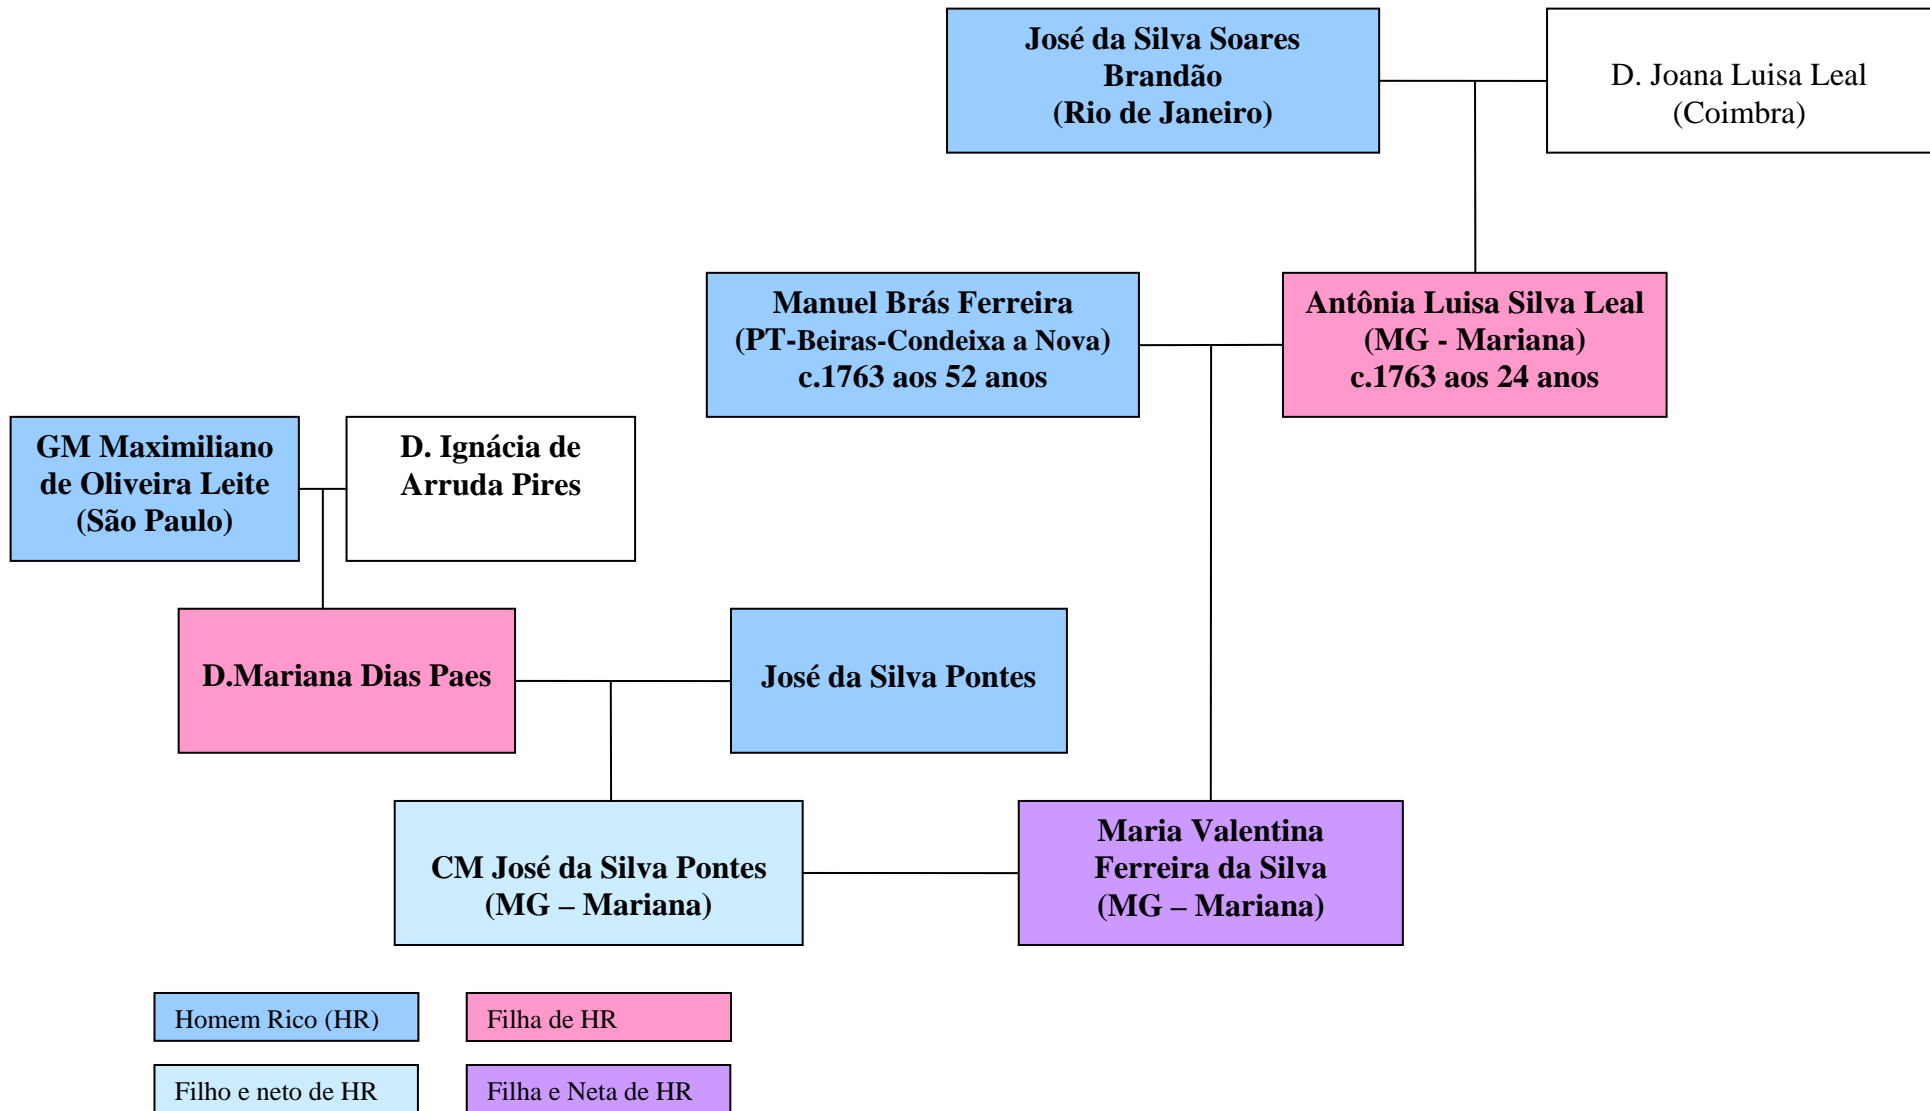 José da Silva Soares
Brandão
(Rio de Janeiro)
D. Joana Luisa Leal
(Coimbra)
Manuel Brás Ferreira
(PT-Beiras-Condeixa a Nova)
c.1763 aos 52 anos
Antônia Luisa Silva Leal
(MG - Mariana)
c.1763 aos 24 anos
GM Maximiliano
de Oliveira Leite
(São Paulo)
D. Ignácia de
Arruda Pires
D.Mariana Dias Paes
José da Silva Pontes
CM José da Silva Pontes
(MG – Mariana)
Maria Valentina
Ferreira da Silva
(MG – Mariana)
Homem Rico (HR)
Filha de HR
Filho e neto de HR
Filha e Neta de HR